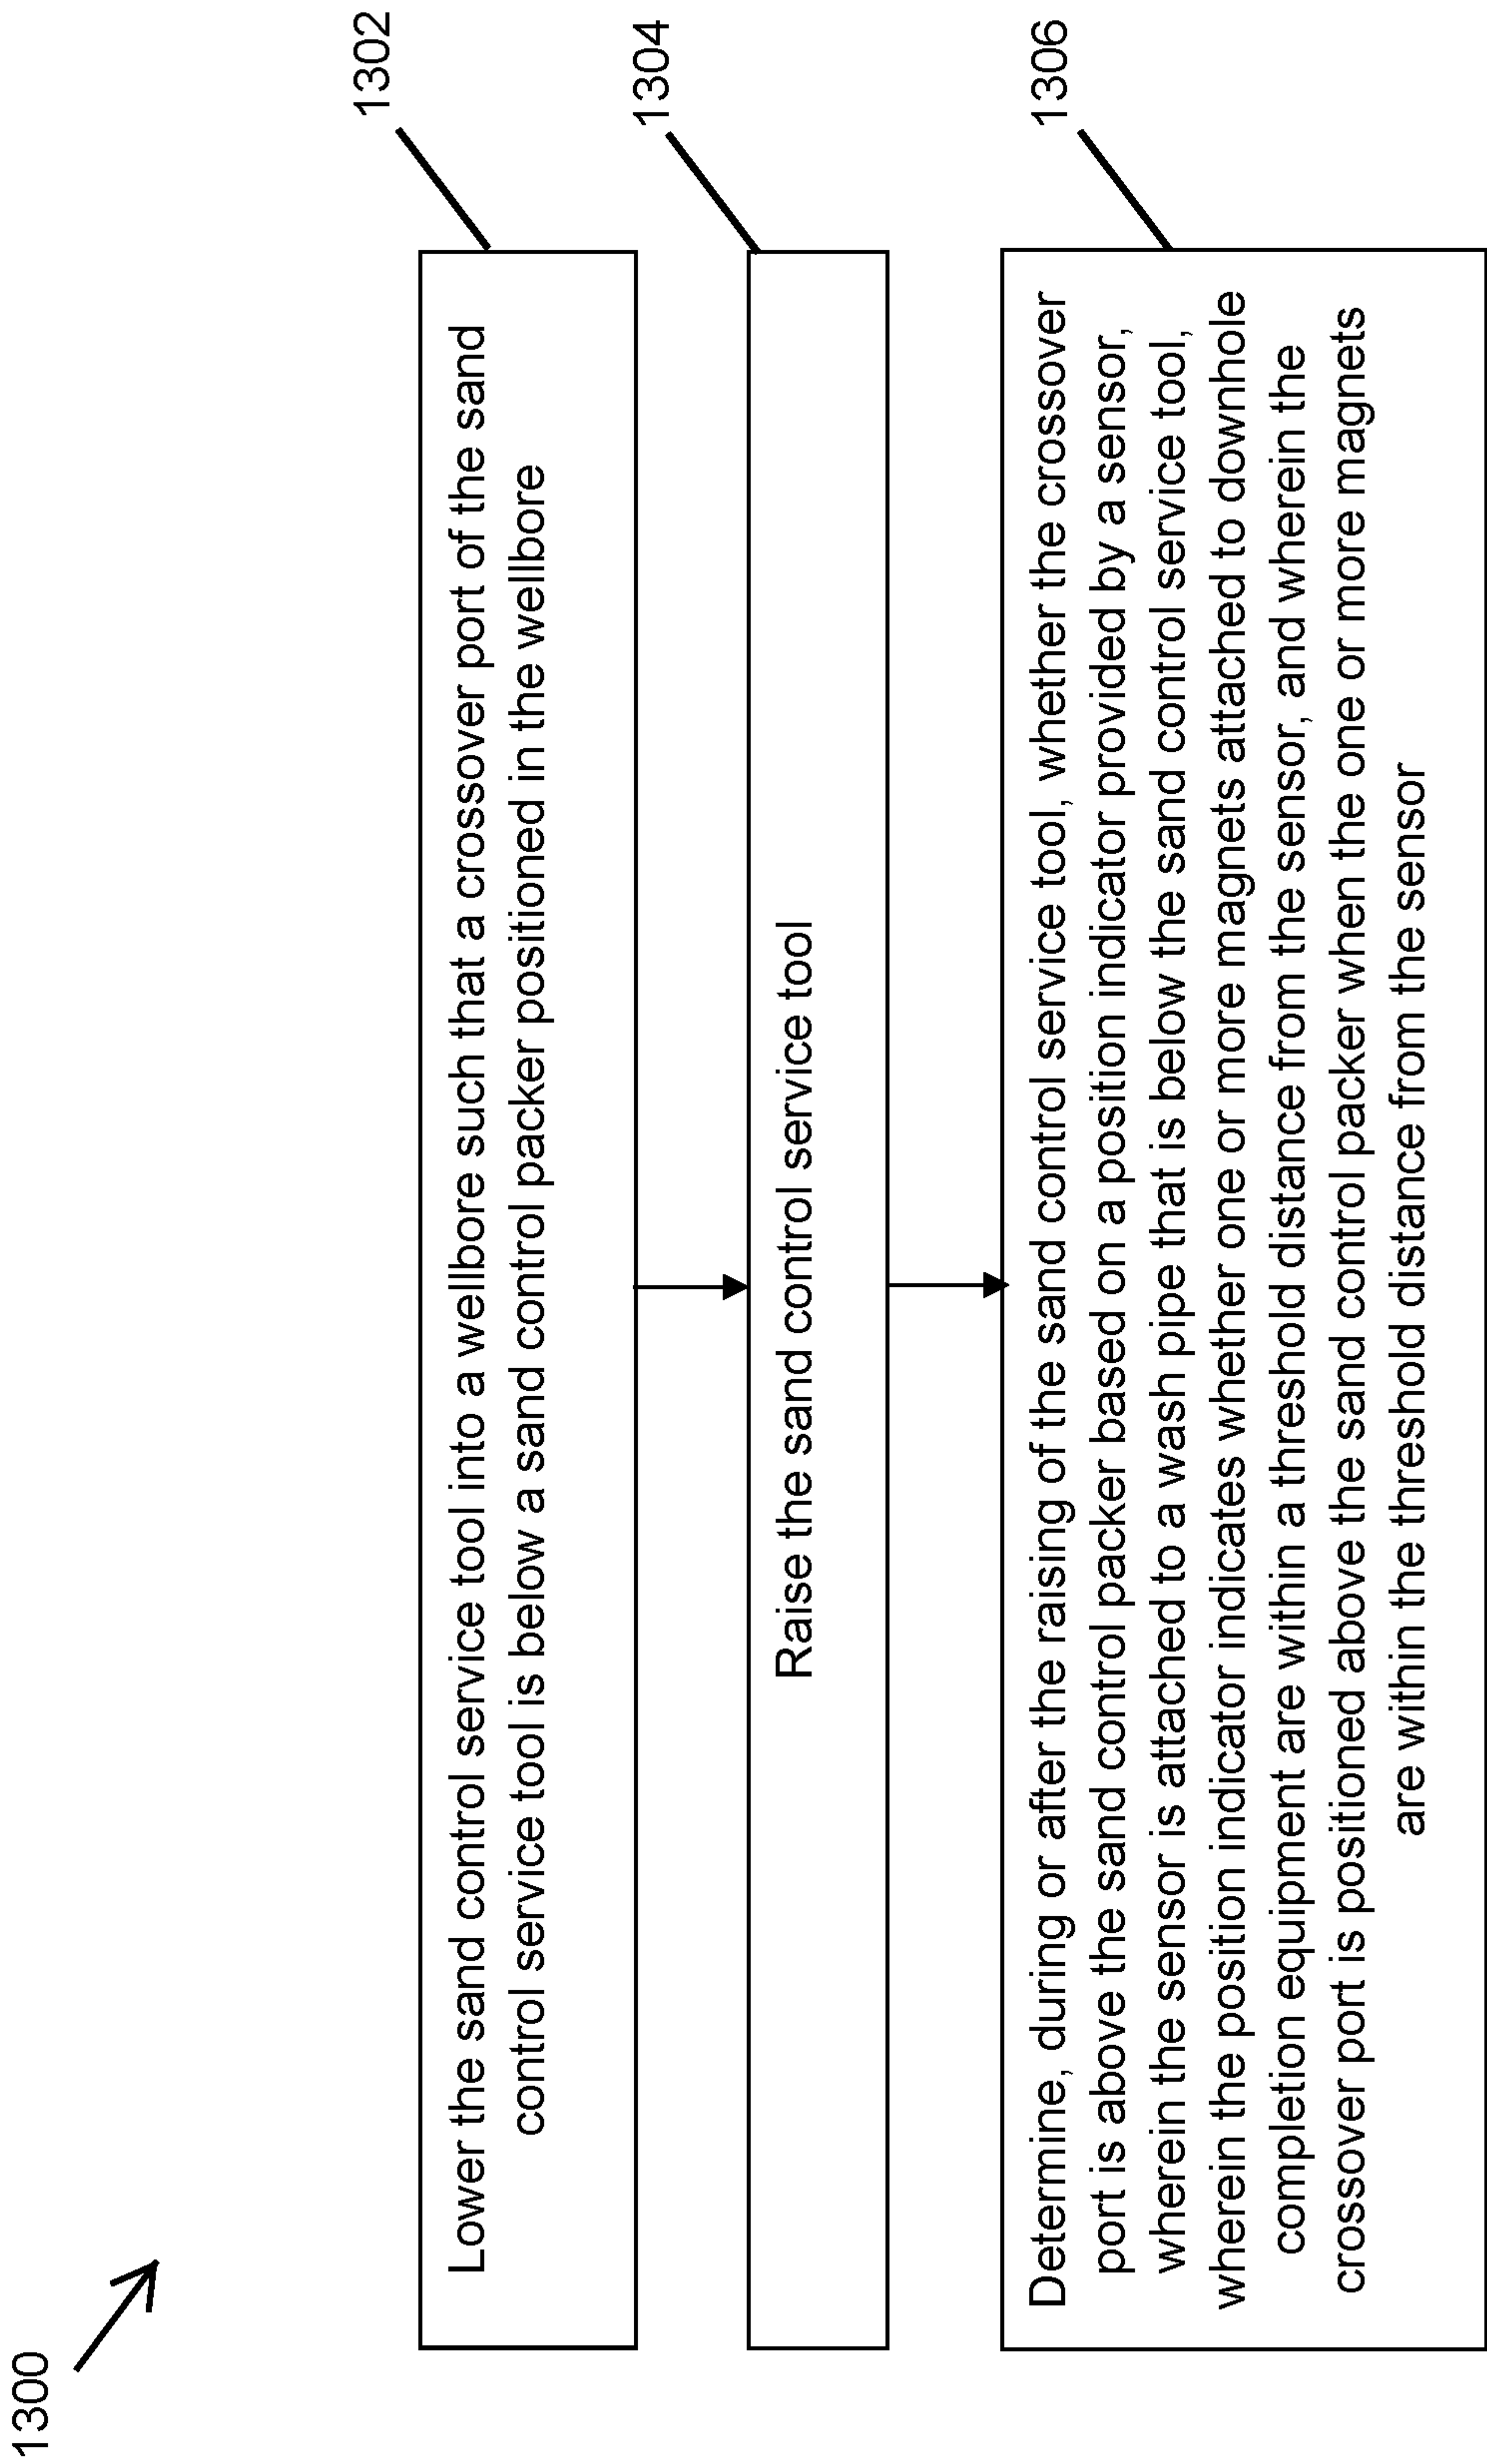 1300
1302
Lower the sand control service tool into a wellbore such that a crossover port of the sand
control service tool is below a sand control packer positioned in the wellbore
1304
Raise the sand control service tool
1306
Determine, during or after the raising of the sand control service tool, whether the crossover
port is above the sand control packer based on a position indicator provided by a sensor,
wherein the sensor is attached to a wash pipe that is below the sand control service tool,
wherein the position indicator indicates whether one or more magnets attached to downhole
completion equipment are within a threshold distance from the sensor, and wherein the
crossover port is positioned above the sand control packer when the one or more magnets
are within the threshold distance from the sensor